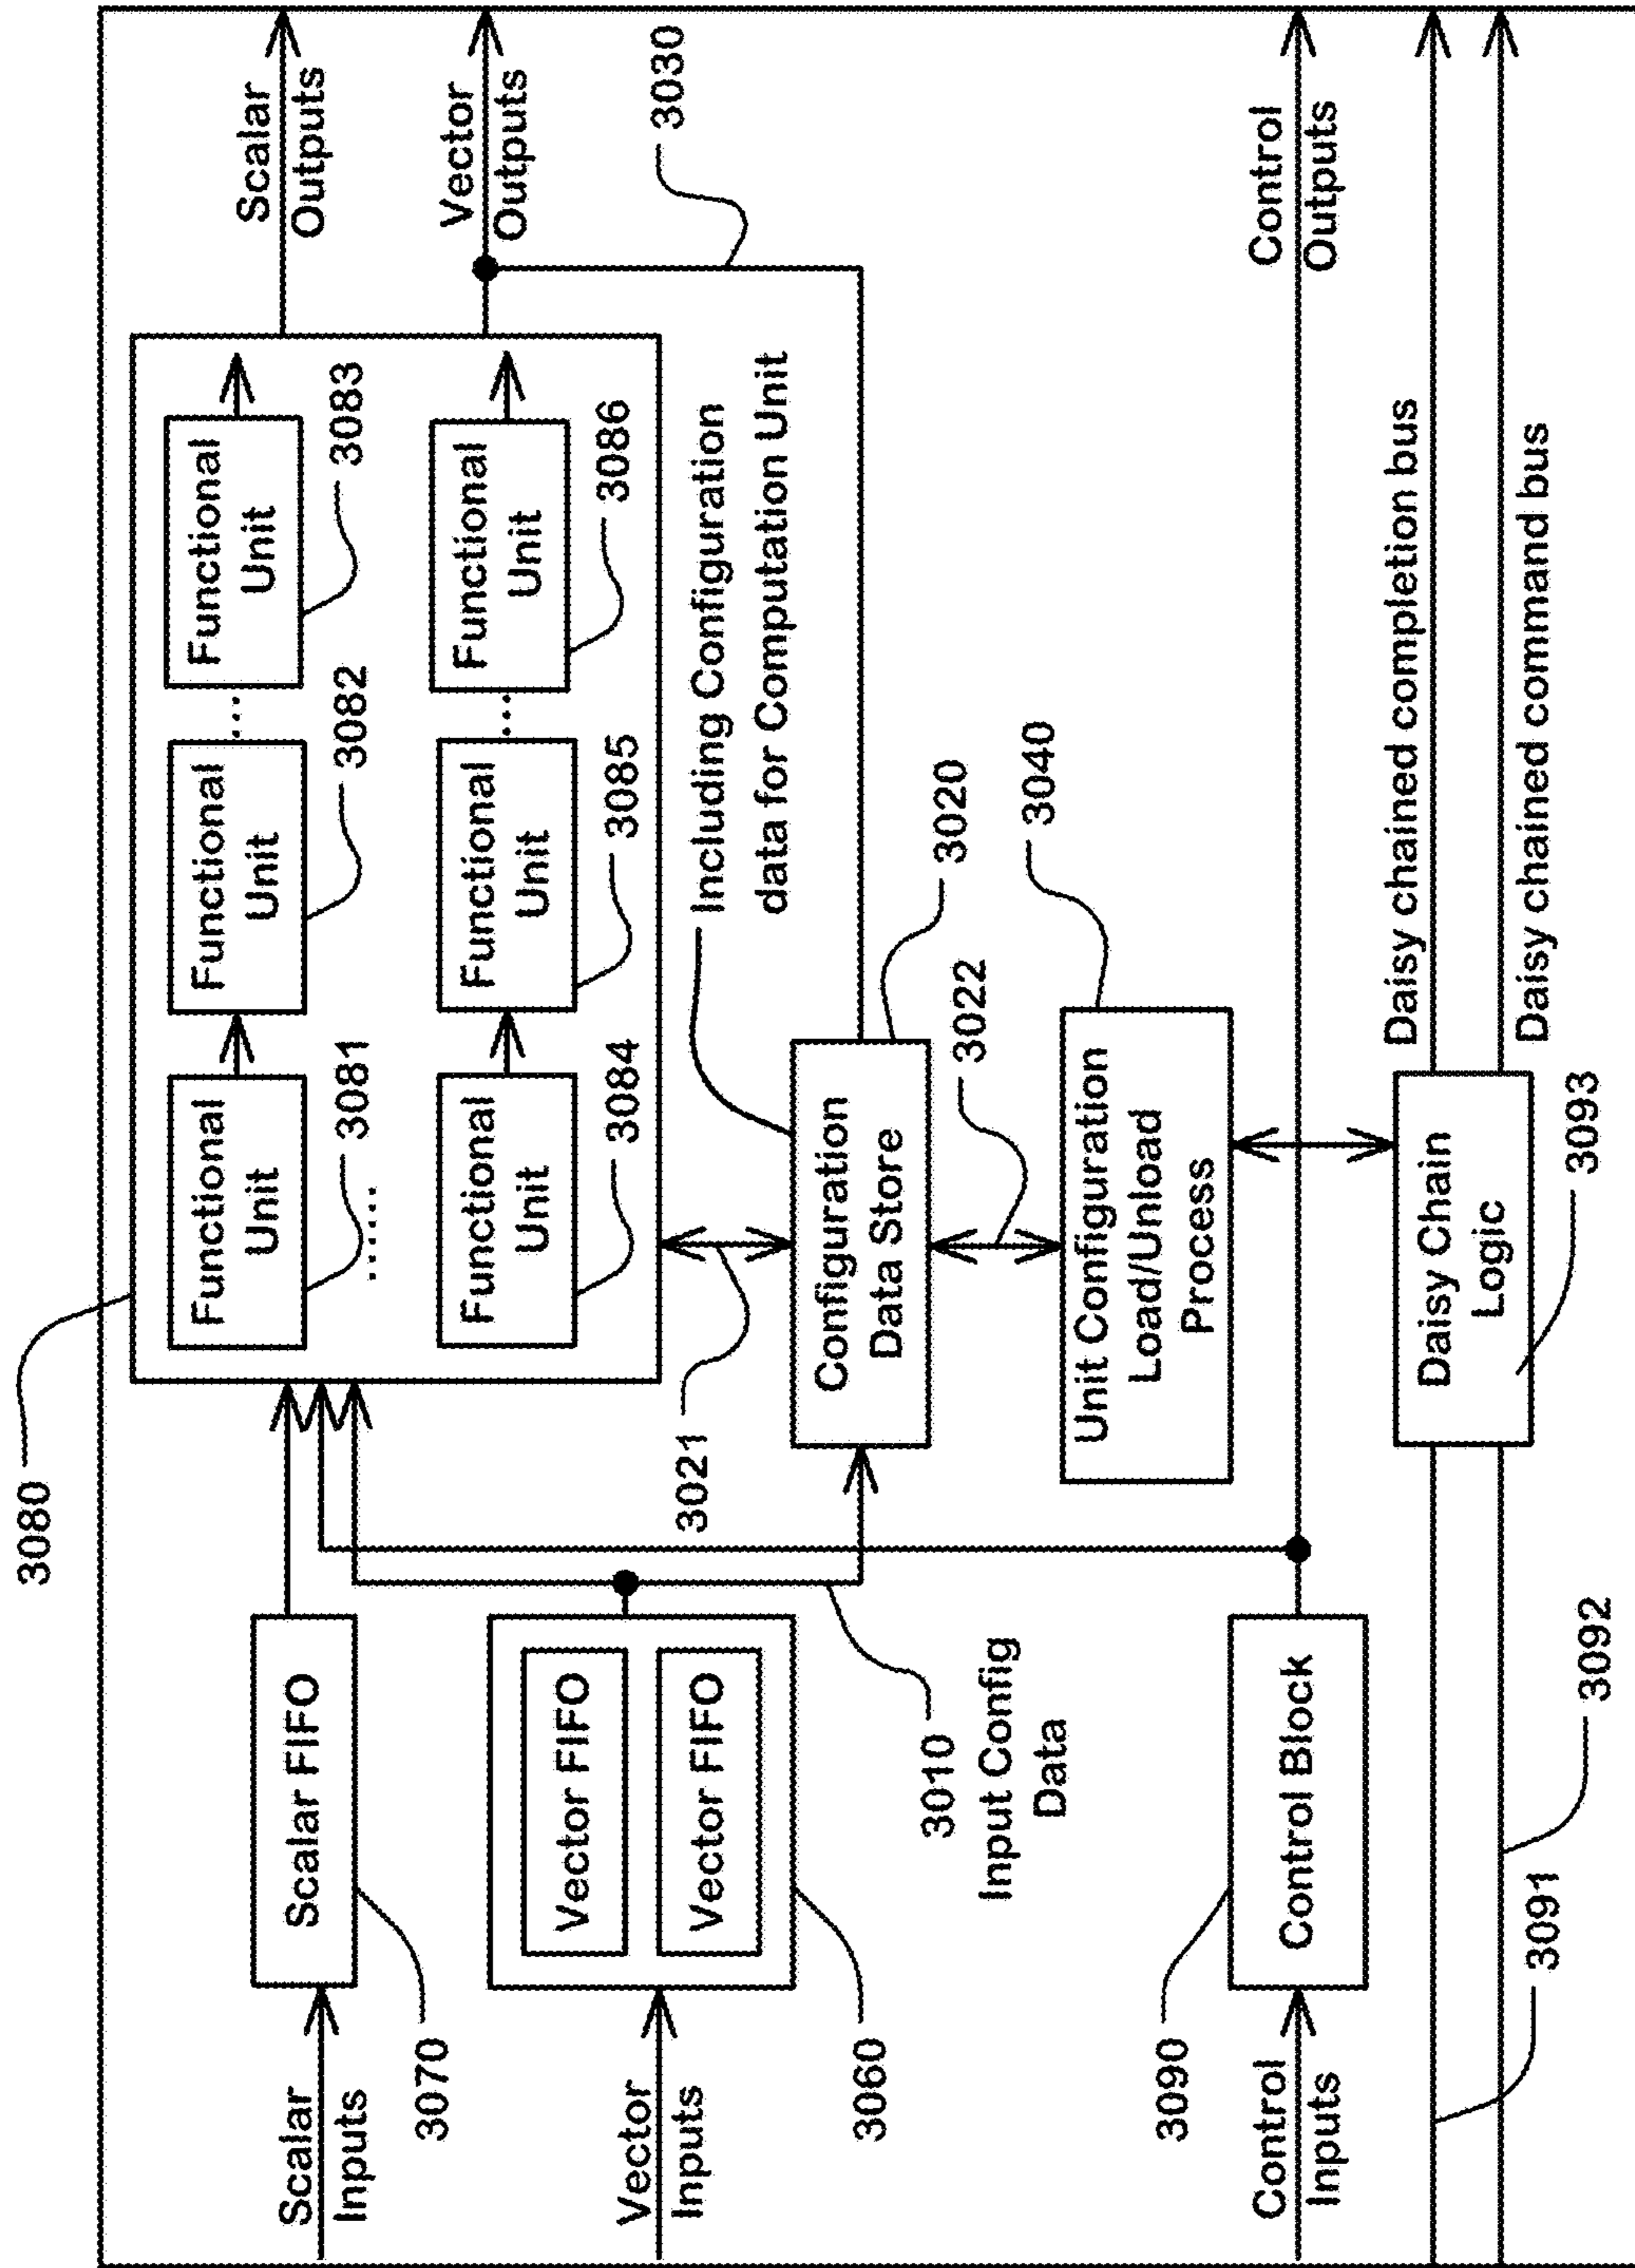 3080
Scalar
Inputs
Scalar FIFO
3070
Vector
Inputs
Vector FIFO
Vector FIFO
3060
3010
Input Config
Data
Control
Inputs
Control Block
3090
3091
3092
Functional
Unit
3081
......
Functional
Unit
3082
...
Functional
Unit
3083
Functional
Unit
3084
Functional
Unit
3085
...
Functional
Unit
3086
Scalar
Outputs
Vector
Outputs
3030
3021
Including Configuration
data for Computation Unit
Configuration
Data Store
3020
3022
Unit Configuration
Load/Unload
Process
3040
Control
Outputs
Daisy Chain
Logic
3093
Daisy chained completion bus
Daisy chained command bus